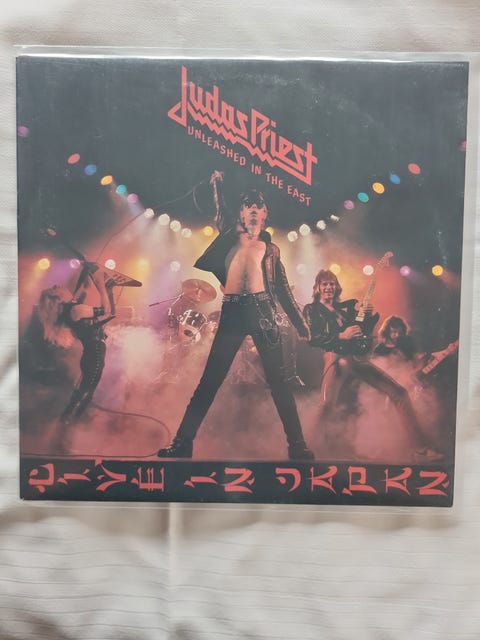 Judas Priest
UNLEASHED IN THE EAST
LIVE IN JAPAN